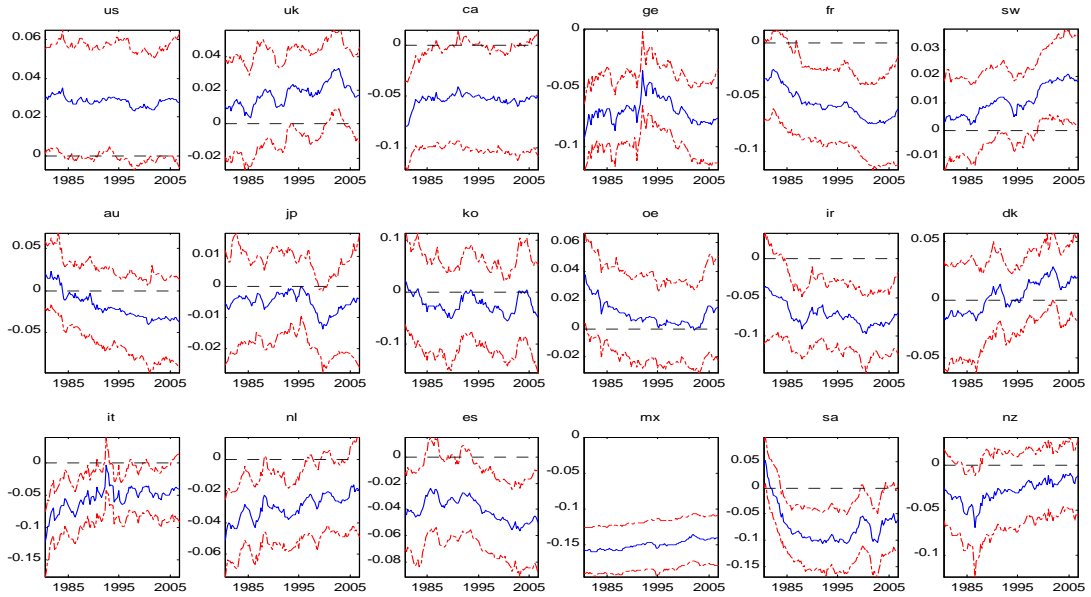 us uk ca ge fr sw
0.06 0.04 0.02 0
0.04 0.02 0 -0.02
0 -0.05 -0.1
0 -0.05 -0.1
0 -0.05 -0.1
0.03 0.02 0.01 0 -0.01
1985 1995 2005 1985 1995 2005 1985 1995 2005 1985 1995 2005 1985 1995 2005 1985 1995 2005
au jp ko oe ir dk
0.05 0 -0.05
0.01 0 -0.01 -0.02
0.1 0 -0.1
0.06 0.04 0.02 0 -0.02
0 -0.05 -0.1
0.05 0 -0.05
1985 1995 2005 1985 1995 2005 1985 1995 2005 1985 1995 2005 1985 1995 2005 1985 1995 2005
it nl es mx sa nz
0 -0.05 -0.1 -0.15
0 -0.02 -0.04 -0.06
0 -0.02 -0.04 -0.06 -0.08
0 -0.05 -0.1 -0.15
0.05 0 -0.05 -0.1 -0.15
0 -0.05 -0.1
1985 1995 2005 1985 1995 2005 1985 1995 2005 1985 1995 2005 1985 1995 2005 1985 1995 2005